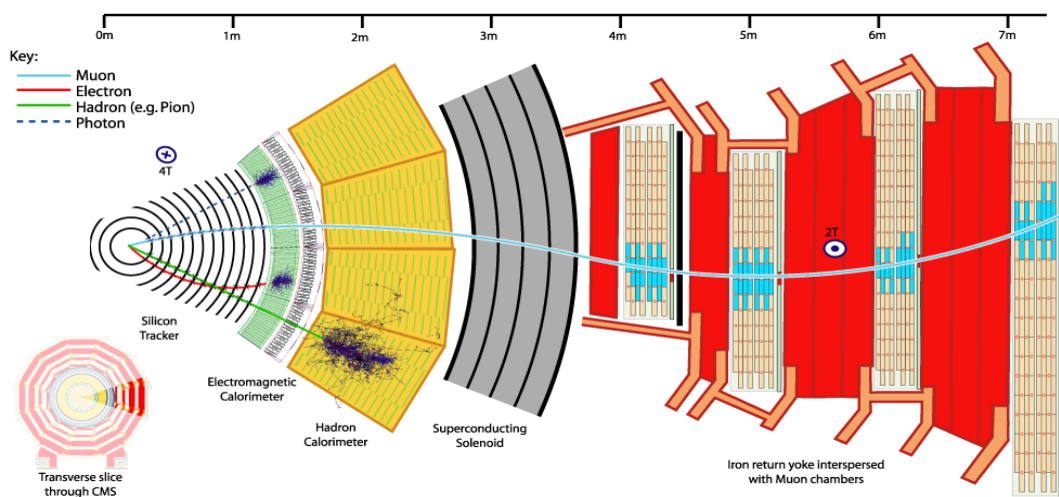 0m 1m 2m 3m 4m 5m 6m 7m
Key:
Muon
Electron
Hadron (e.g. Pion)
Photon
4T
2T
Silicon
Tracker
Electromagnetic
Calorimeter
Hadron
Calorimeter
Superconducting
Solenoid
Iron return yoke interspersed
with Muon chambers
Transverse slice
through CMS